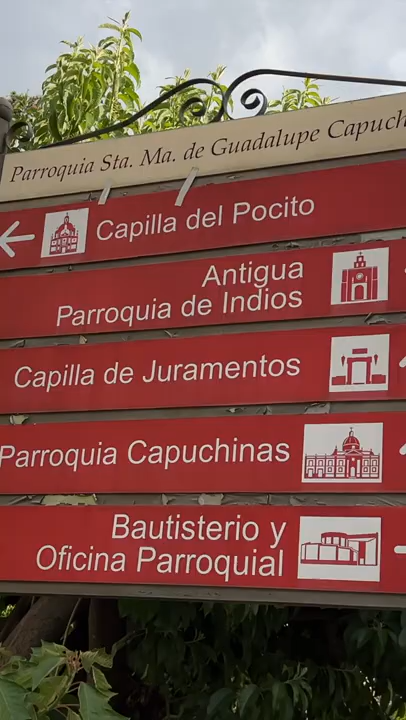 Parroquia Sta. Ma. de Guadalupe Capuch
Capilla del Pocito
Antigua
Parroquia de Indios
Capilla de Juramentos
Parroquia Capuchinas
Bautisterio y
Oficina Parroquial